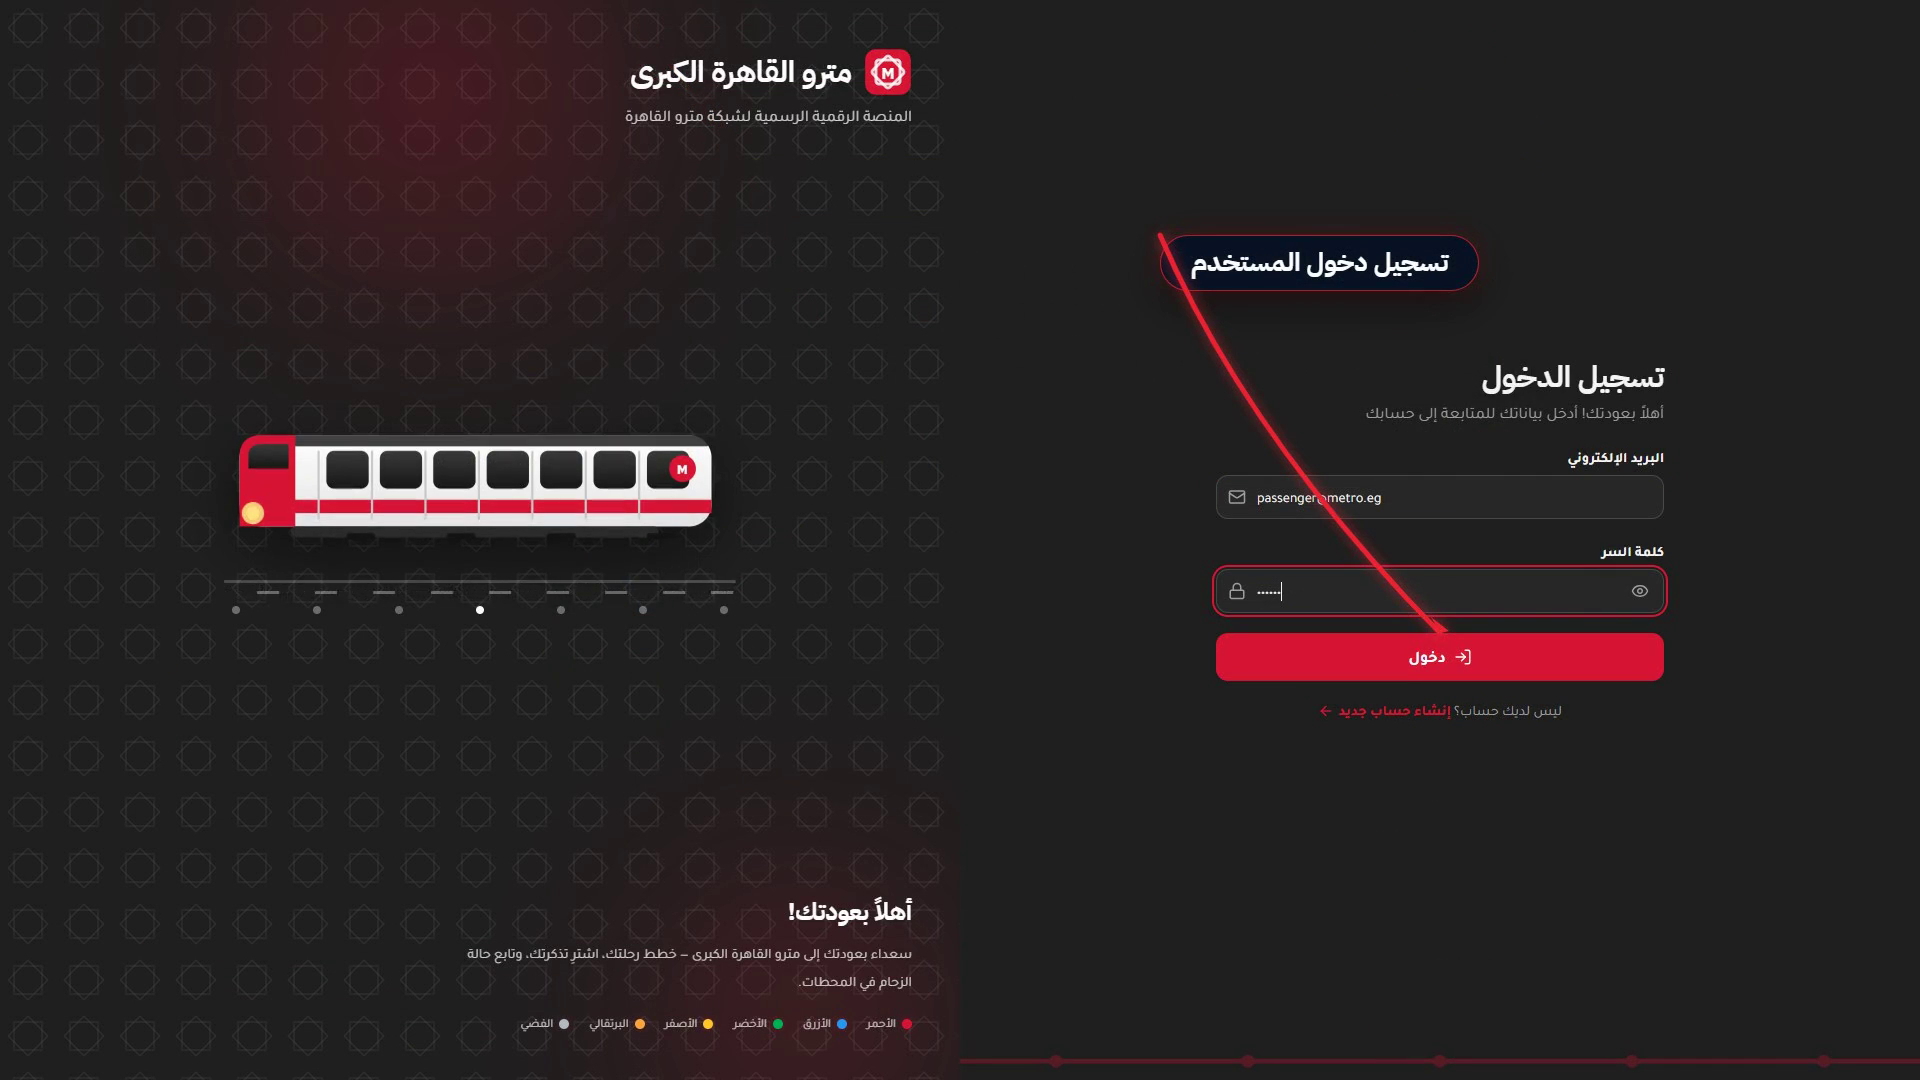 مترو القاهرة الكبرى
M
المنصة الرقمية الرسمية لشبكة مترو القاهرة
M
أهلاً بعودتك!
سعداء بعودتك إلى مترو القاهرة الكبرى – خطط رحلتك، اشترِ تذكرتك، وتابع حالة
الزحام في المحطات.
الأحمر
الأزرق
الأخضر
الأصفر
البرتقالي
الفضي
تسجيل دخول المستخدم
تسجيل الدخول
أهلاً بعودتك! أدخل بياناتك للمتابعة إلى حسابك
البريد الإلكتروني
passenger@metro.eg
كلمة السر
••••••
دخول
ليس لديك حساب؟ إنشاء حساب جديد ←